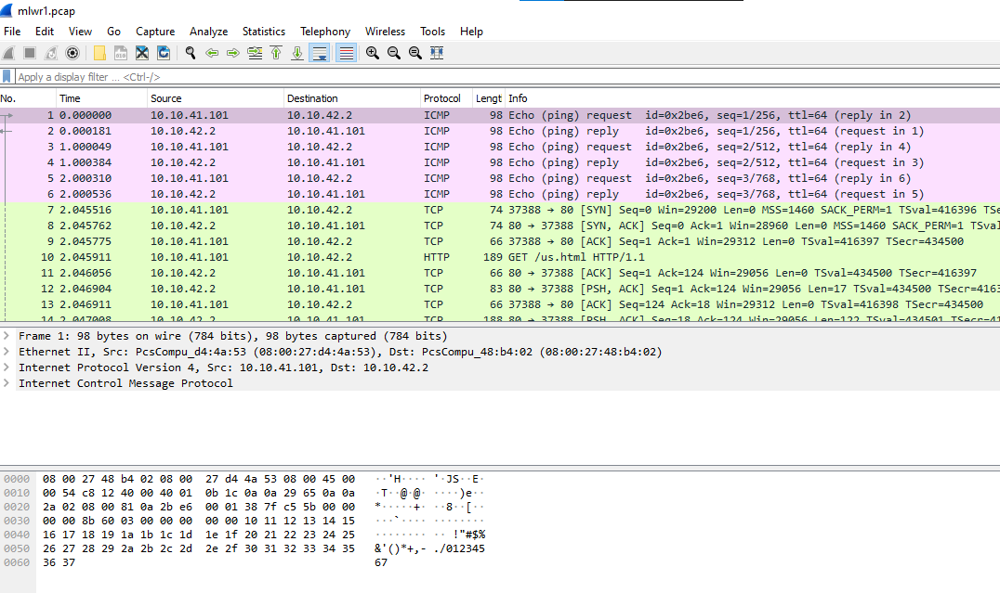 mlwr1.pcap
File Edit View Go Capture Analyze Statistics Telephony Wireless Tools Help
Apply a display filter ... <Ctrl-/>
No. Time Source Destination Protocol Lengt Info
1 0.000000 10.10.41.101 10.10.42.2 ICMP 98 Echo (ping) request id=0x2be6, seq=1/256, ttl=64 (reply in 2)
2 0.000181 10.10.42.2 10.10.41.101 ICMP 98 Echo (ping) reply id=0x2be6, seq=1/256, ttl=64 (request in 1)
3 1.000049 10.10.41.101 10.10.42.2 ICMP 98 Echo (ping) request id=0x2be6, seq=2/512, ttl=64 (reply in 4)
4 1.000384 10.10.42.2 10.10.41.101 ICMP 98 Echo (ping) reply id=0x2be6, seq=2/512, ttl=64 (request in 3)
5 2.000310 10.10.41.101 10.10.42.2 ICMP 98 Echo (ping) request id=0x2be6, seq=3/768, ttl=64 (reply in 6)
6 2.000536 10.10.42.2 10.10.41.101 ICMP 98 Echo (ping) reply id=0x2be6, seq=3/768, ttl=64 (request in 5)
7 2.045516 10.10.41.101 10.10.42.2 TCP 74 37388 → 80 [SYN] Seq=0 Win=29200 Len=0 MSS=1460 SACK_PERM=1 TSval=416396 TSe
8 2.045762 10.10.42.2 10.10.41.101 TCP 74 80 → 37388 [SYN, ACK] Seq=0 Ack=1 Win=28960 Len=0 MSS=1460 SACK_PERM=1 TSval
9 2.045775 10.10.41.101 10.10.42.2 TCP 66 37388 → 80 [ACK] Seq=1 Ack=1 Win=29312 Len=0 TSval=416397 TSecr=434500
10 2.045911 10.10.41.101 10.10.42.2 HTTP 189 GET /us.html HTTP/1.1
11 2.046056 10.10.42.2 10.10.41.101 TCP 66 80 → 37388 [ACK] Seq=1 Ack=124 Win=29056 Len=0 TSval=434500 TSecr=416397
12 2.046904 10.10.42.2 10.10.41.101 TCP 83 80 → 37388 [PSH, ACK] Seq=1 Ack=124 Win=29056 Len=17 TSval=434500 TSecr=4163
13 2.046911 10.10.41.101 10.10.42.2 TCP 66 37388 → 80 [ACK] Seq=124 Ack=18 Win=29312 Len=0 TSval=416398 TSecr=434500
14 2.047008 10.10.42.2 10.10.41.101 TCP 188 80 → 37388 [PSH, ACK] Seq=18 Ack=124 Win=29056 Len=122 TSval=434501 TSecr=41
Frame 1: 98 bytes on wire (784 bits), 98 bytes captured (784 bits)
Ethernet II, Src: PcsCompu_d4:4a:53 (08:00:27:d4:4a:53), Dst: PcsCompu_48:b4:02 (08:00:27:48:b4:02)
Internet Protocol Version 4, Src: 10.10.41.101, Dst: 10.10.42.2
Internet Control Message Protocol
0000 08 00 27 48 b4 02 08 00 27 d4 4a 53 08 00 45 00 ··'H···· '·JS··E·
0010 00 54 c8 12 40 00 40 01 0b 1c 0a 0a 29 65 0a 0a ·T··@·@· ····)e··
0020 2a 02 08 00 81 0a 2b e6 00 01 38 7f c5 5b 00 00 *·····+· ··8··[··
0030 00 00 8b 60 03 00 00 00 00 00 10 11 12 13 14 15 ···`···· ········
0040 16 17 18 19 1a 1b 1c 1d 1e 1f 20 21 22 23 24 25 ········ ·· !"#$%
0050 26 27 28 29 2a 2b 2c 2d 2e 2f 30 31 32 33 34 35 &'()*+,- ./012345
0060 36 37 67